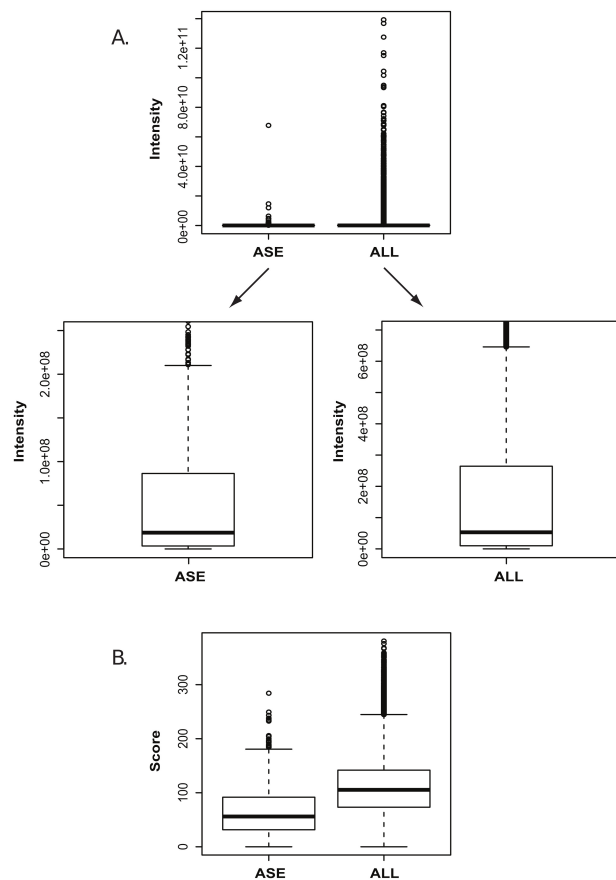 A.
Intensity
1.2e+11
8.0e+10
4.0e+10
0e+00
ASE ALL
Intensity
2.0e+08
1.0e+08
0e+00
ASE
Intensity
6e+08
4e+08
2e+08
0e+00
ALL
B.
Score
300
200
100
0
ASE ALL